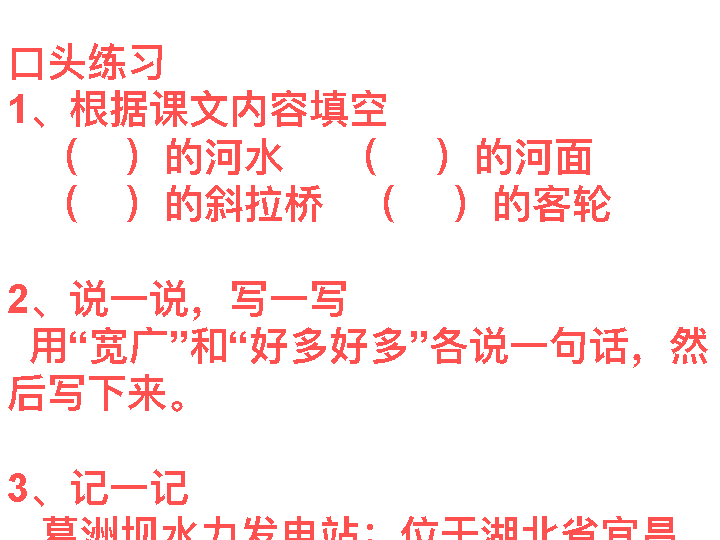 口头练习
1、根据课文内容填空
（　）的河水　（　）的河面
（　）的斜拉桥　（　）的客轮
2、说一说，写一写
用“宽广”和“好多好多”各说一句话，然
后写下来。
3、记一记
葛洲坝水力发电站：位于湖北省宜昌